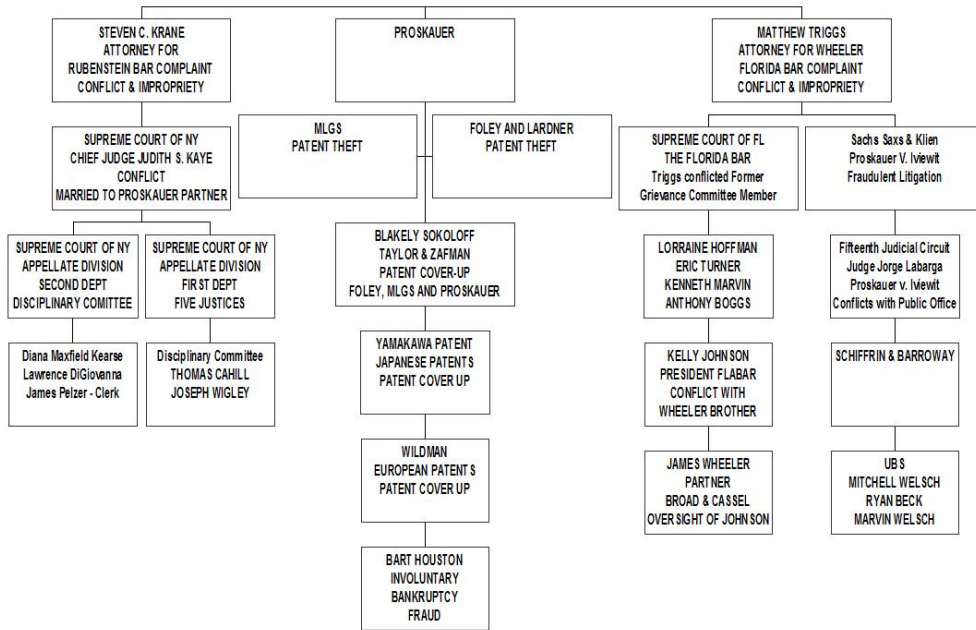 STEVEN C. KRANE
ATTORNEY FOR
RUBENSTEIN BAR COMPLAINT
CONFLICT & IMPROPRIETY
PROSKAUER
MATTHEW TRIGGS
ATTORNEY FOR WHEELER
FLORIDA BAR COMPLAINT
CONFLICT & IMPROPRIETY
SUPREME COURT OF NY
CHIEF JUDGE JUDITH S. KAYE
CONFLICT
MARRIED TO PROSKAUER PARTNER
MLGS
PATENT THEFT
FOLEY AND LARDNER
PATENT THEFT
SUPREME COURT OF FL
THE FLORIDA BAR
Triggs conflicted Former
Grievance Committee Member
Sachs Saxs & Klien
Proskauer V. Iviewit
Fraudulent Litigation
SUPREME COURT OF NY
APPELLATE DIVISION
SECOND DEPT
DISCIPLINARY COMITTEE
SUPREME COURT OF NY
APPELLATE DIVISION
FIRST DEPT
FIVE JUSTICES
BLAKELY SOKOLOFF
TAYLOR & ZAFMAN
PATENT COVER-UP
FOLEY, MLGS AND PROSKAUER
LORRAINE HOFFMAN
ERIC TURNER
KENNETH MARVIN
ANTHONY BOGGS
Fifteenth Judicial Circuit
Judge Jorge Labarga
Proskauer v. Iviewit
Conflicts with Public Office
Diana Maxfield Kearse
Lawrence DiGiovanna
James Pelzer - Clerk
Disciplinary Committee
THOMAS CAHILL
JOSEPH WIGLEY
YAMAKAWA PATENT
JAPANESE PATENTS
PATENT COVER UP
KELLY JOHNSON
PRESIDENT FLABAR
CONFLICT WITH
WHEELER BROTHER
SCHIFFRIN & BARROWAY
WILDMAN
EUROPEAN PATENTS
PATENT COVER UP
JAMES WHEELER
PARTNER
BROAD & CASSEL
OVERSIGHT OF JOHNSON
UBS
MITCHELL WELSCH
RYAN BECK
MARVIN WELSCH
BART HOUSTON
INVOLUNTARY
BANKRUPTCY
FRAUD